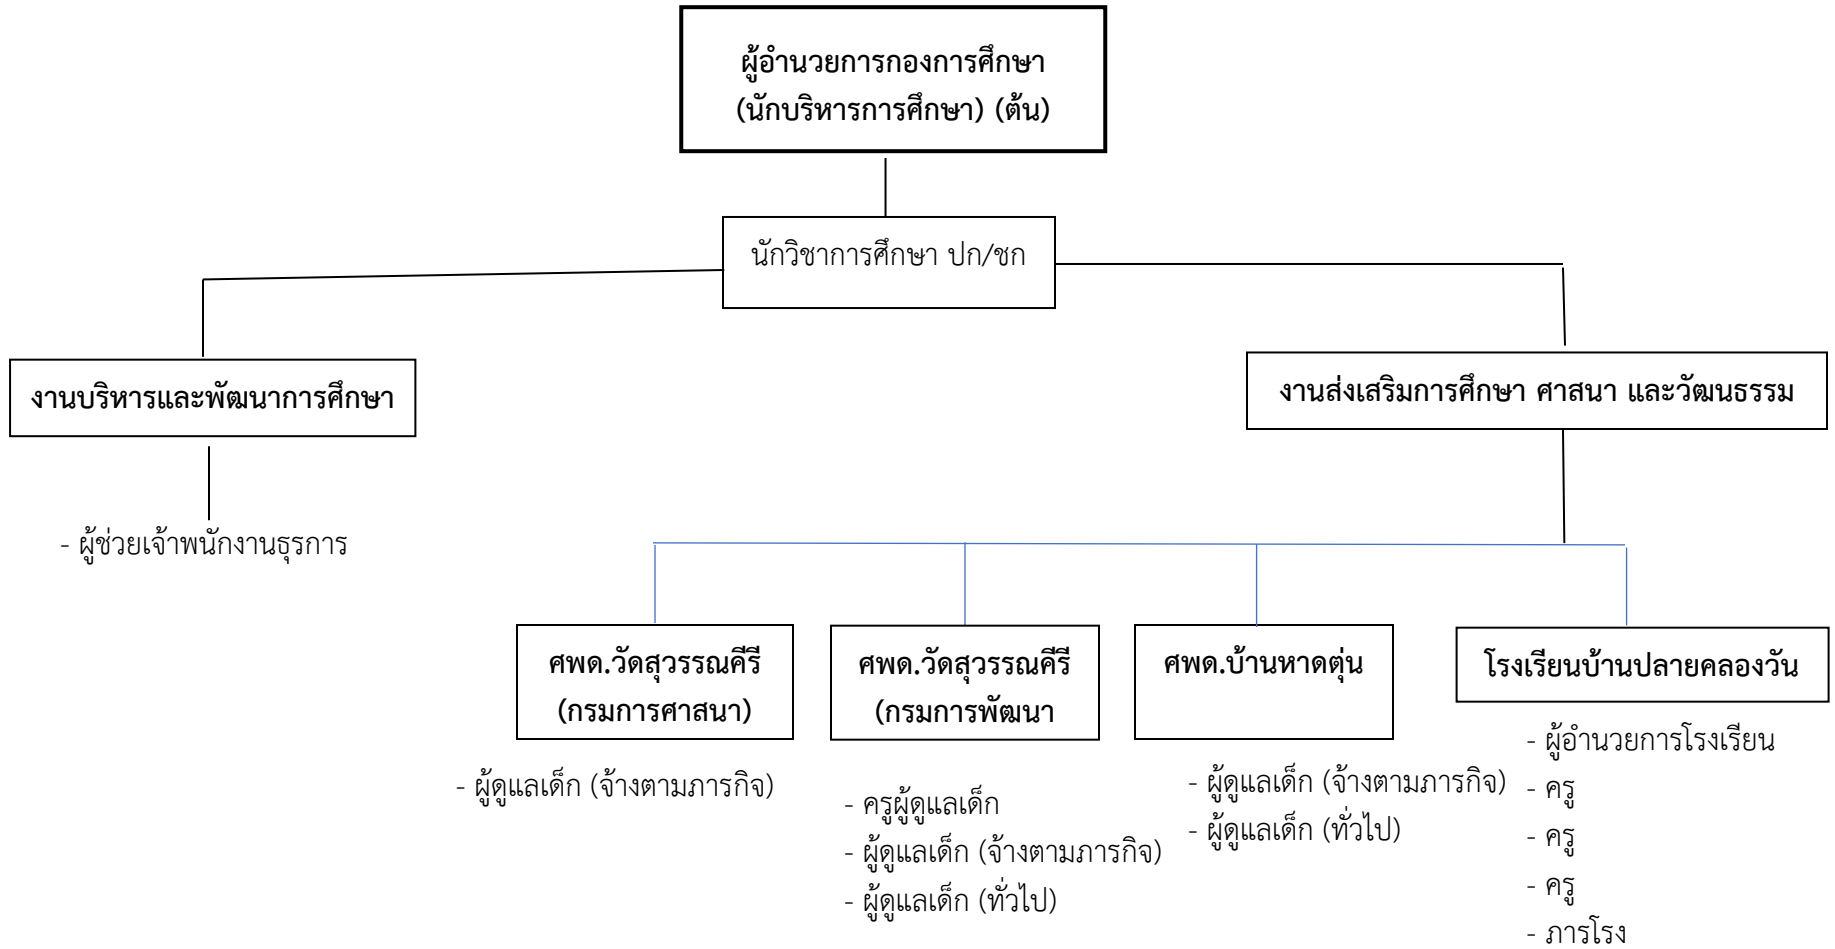 ผู้อำนวยการกองการศึกษา
(นักบริหารการศึกษา) (ต้น)
นักวิชาการศึกษา ปก/ชก
งานบริหารและพัฒนาการศึกษา
- ผู้ช่วยเจ้าพนักงานธุรการ
งานส่งเสริมการศึกษา ศาสนา และวัฒนธรรม
ศพด.วัดสุวรรณคีรี
(กรมการศาสนา)
- ผู้ดูแลเด็ก (จ้างตามภารกิจ)
ศพด.วัดสุวรรณคีรี
(กรมการพัฒนา
- ครูผู้ดูแลเด็ก
- ผู้ดูแลเด็ก (จ้างตามภารกิจ)
- ผู้ดูแลเด็ก (ทั่วไป)
ศพด.บ้านหาดตุ่น
- ผู้ดูแลเด็ก (จ้างตามภารกิจ)
- ผู้ดูแลเด็ก (ทั่วไป)
โรงเรียนบ้านปลายคลองวัน
- ผู้อำนวยการโรงเรียน
- ครู
- ครู
- ครู
- ภารโรง